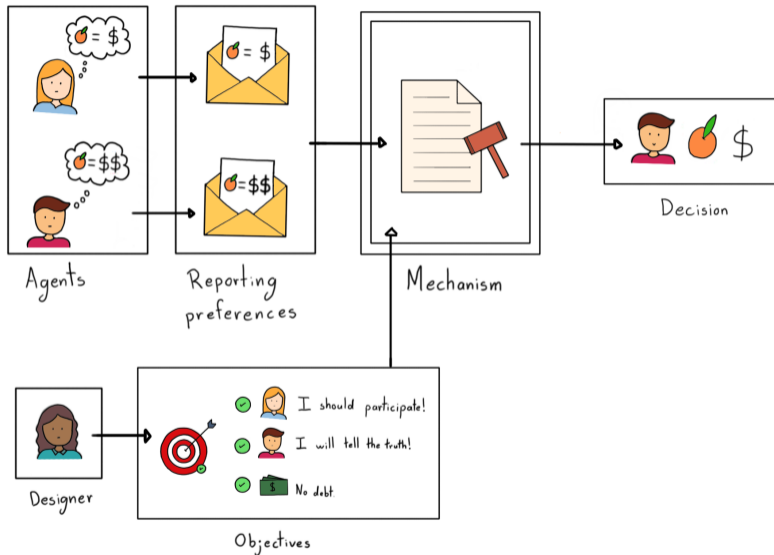 = $
= $$
Agents
= $
= $$
Reporting
preferences
Mechanism
$
Decision
Designer
I should participate!
I will tell the truth!
$
No debt.
Objectives